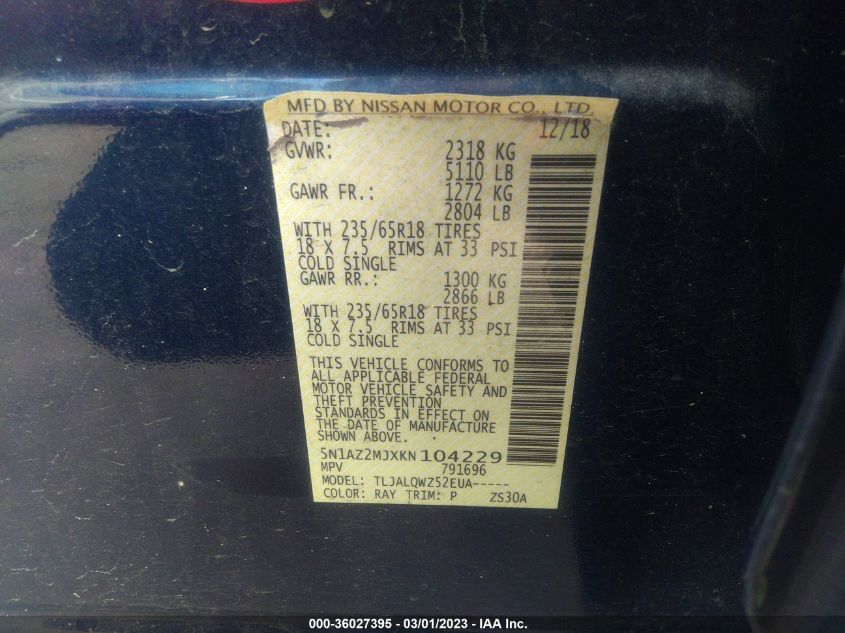 MFD BY NISSAN MOTOR CO., LTD.
DATE: 12/18
GVWR: 2318 KG
5110 LB
GAWR FR.: 1272 KG
2804 LB
WITH 235/65R18 TIRES
18 X 7.5 RIMS AT 33 PSI
COLD SINGLE
GAWR RR.: 1300 KG
2866 LB
WITH 235/65R18 TIRES
18 X 7.5 RIMS AT 33 PSI
COLD SINGLE
THIS VEHICLE CONFORMS TO
ALL APPLICABLE FEDERAL
MOTOR VEHICLE SAFETY AND
THEFT PREVENTION
STANDARDS IN EFFECT ON
THE DATE OF MANUFACTURE
SHOWN ABOVE.
5N1AZ2MJXKN104229
MPV 791696
MODEL: TLJALQWZ52EUA-----
COLOR: RAY TRIM: P ZS30A
000-36027395 - 03/01/2023 - IAA Inc.